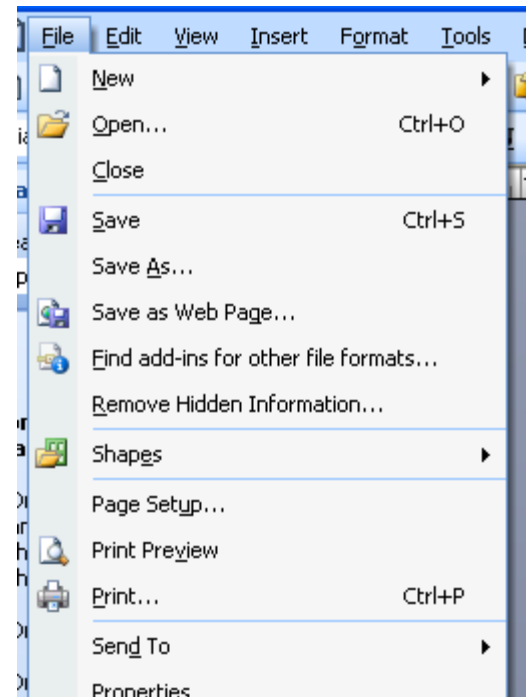 File Edit View Insert Format Tools
New
Open... Ctrl+O
Close
Save Ctrl+S
Save As...
Save as Web Page...
Find add-ins for other file formats...
Remove Hidden Information...
Shapes
Page Setup...
Print Preview
Print... Ctrl+P
Send To
Properties